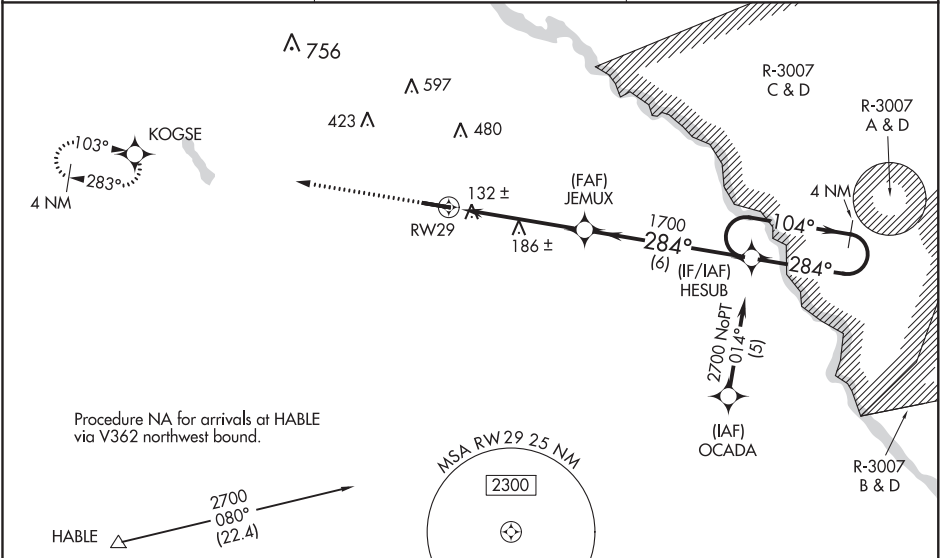 756
597
423
480
R-3007
C & D
R-3007
A & D
103°
KOGSE
283°
4 NM
132 ±
RW29
186 ±
(FAF)
JEMUX
1700
284°
(6)
(IF/IAF)
HESUB
4 NM
104°
284°
2700 NoPT
014°
(5)
(IAF)
OCADA
Procedure NA for arrivals at HABLE
via V362 northwest bound.
HABLE
2700
080°
(22.4)
MSA RW 29 25 NM
2300
R-3007
B & D